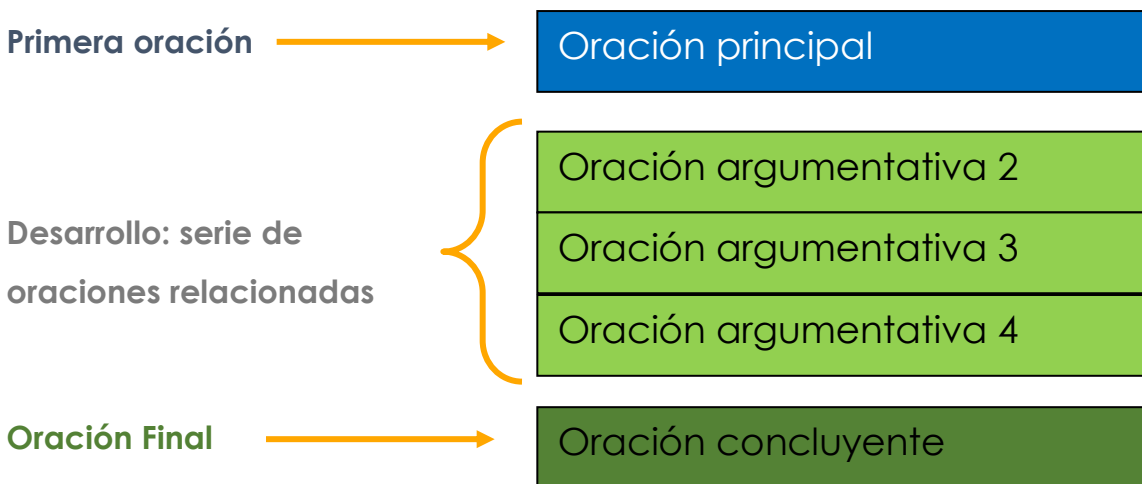 Primera oración
Oración principal
Oración argumentativa 2
Desarrollo: serie de
oraciones relacionadas
Oración argumentativa 3
Oración argumentativa 4
Oración Final
Oración concluyente